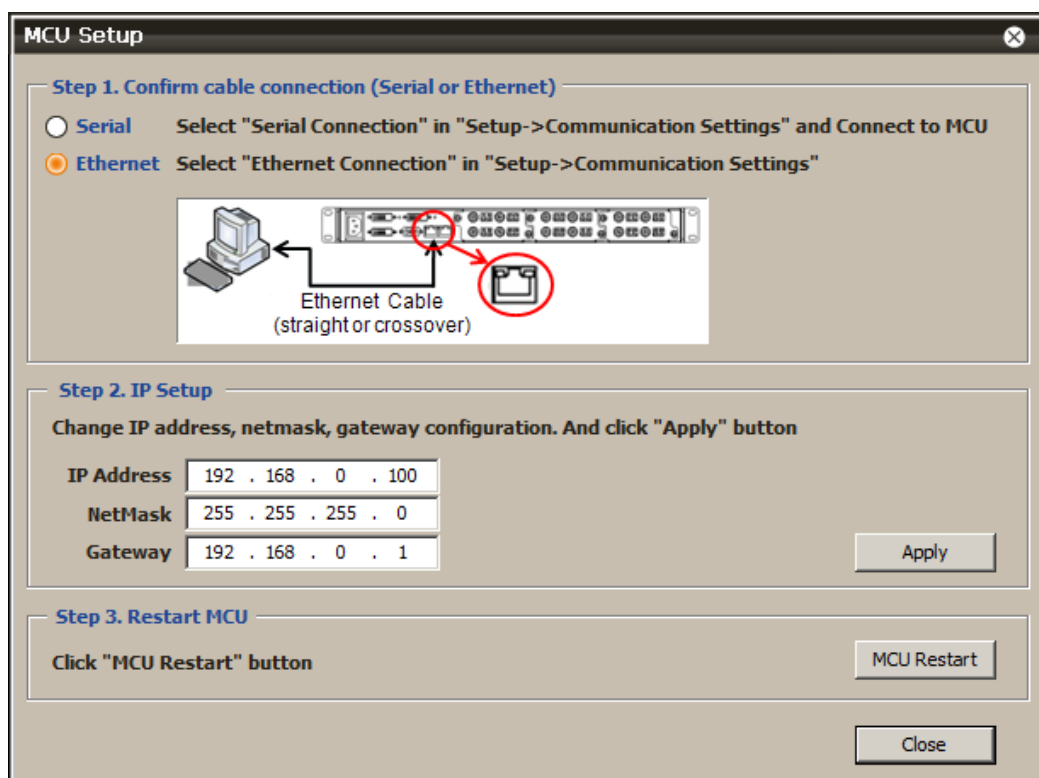 MCU Setup
Step 1. Confirm cable connection (Serial or Ethernet)
Serial Select "Serial Connection" in "Setup->Communication Settings" and Connect to MCU
Ethernet Select "Ethernet Connection" in "Setup->Communication Settings"
Ethernet Cable
(straight or crossover)
Step 2. IP Setup
Change IP address, netmask, gateway configuration. And click "Apply" button
IP Address 192 . 168 . 0 . 100
NetMask 255 . 255 . 255 . 0
Gateway 192 . 168 . 0 . 1
Apply
Step 3. Restart MCU
Click "MCU Restart" button
MCU Restart
Close